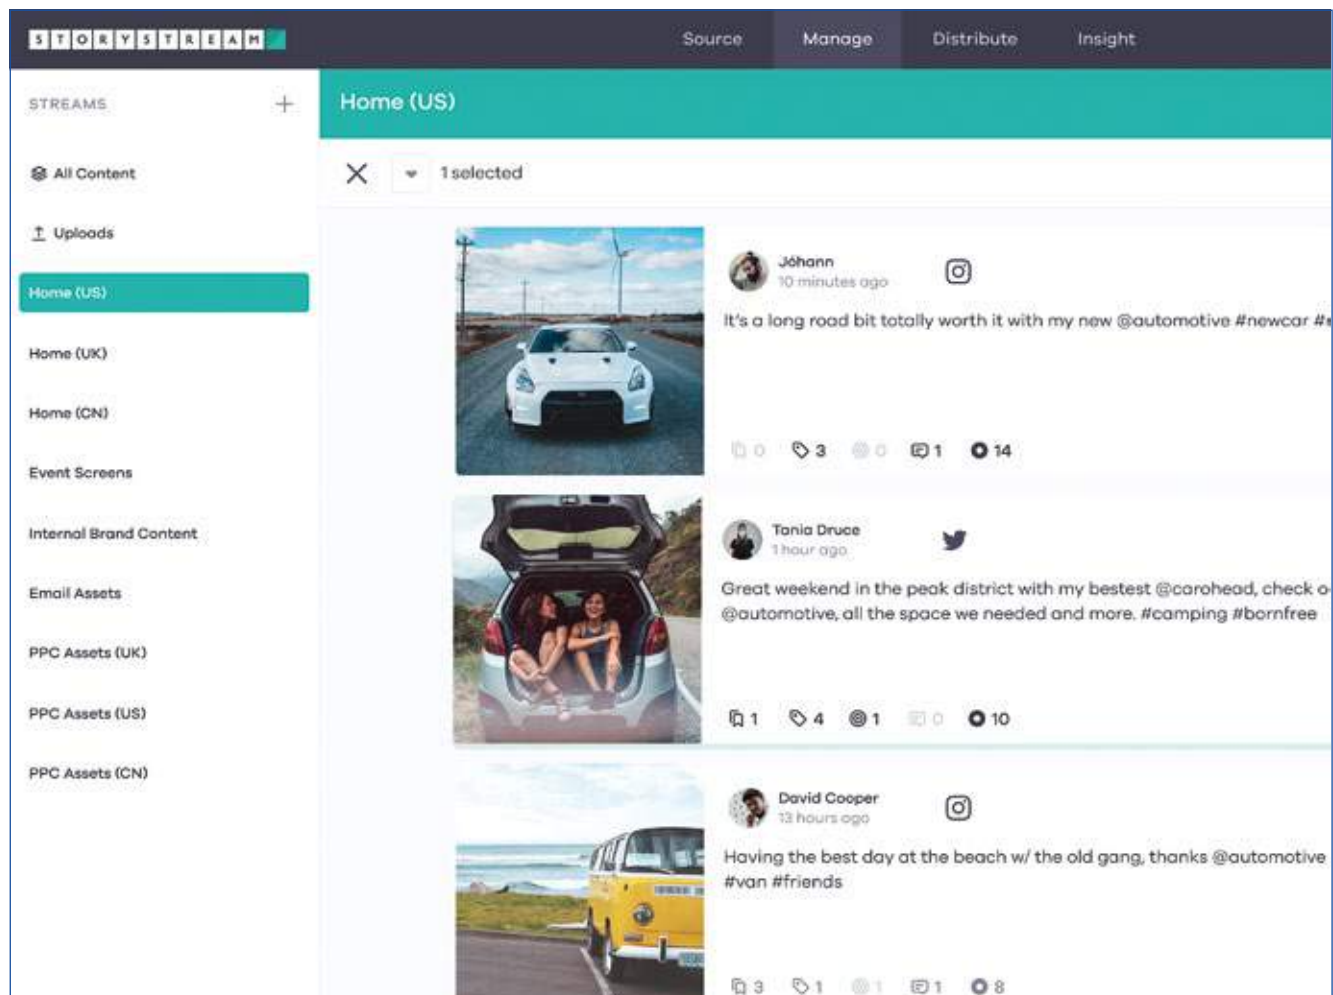 STORYSTREAM
Source Manage Distribute Insight
STREAMS
Home (US)
All Content
1 selected
Uploads
Home (US)
Home (UK)
Home (CN)
Event Screens
Internal Brand Content
Email Assets
PPC Assets (UK)
PPC Assets (US)
PPC Assets (CN)
Jóhann
10 minutes ago
It's a long road bit totally worth it with my new @automotive #newcar
0 3 0 1 14
Tania Druce
1 hour ago
Great weekend in the peak district with my bestest @carohead, check
@automotive, all the space we needed and more. #camping #bornfree
1 4 1 0 10
David Cooper
13 hours ago
Having the best day at the beach w/ the old gang, thanks @automotive
#van #friends
3 1 1 1 8